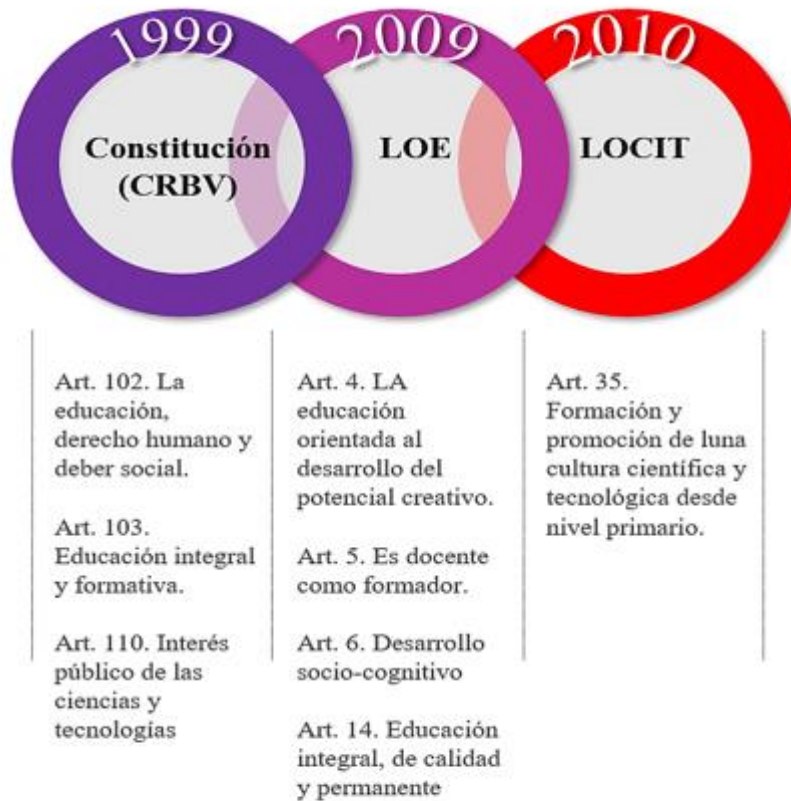 1999
Constitución
(CRBV)
2009
LOE
2010
LOCIT
Art. 102. La
educación,
derecho humano y
deber social.
Art. 103.
Educación integral
y formativa.
Art. 110. Interés
público de las
ciencias y
tecnologías
Art. 4. LA
educación
orientada al
desarrollo del
potencial creativo.
Art. 5. Es docente
como formador.
Art. 6. Desarrollo
socio-cognitivo
Art. 14. Educación
integral, de calidad
y permanente
Art. 35.
Formación y
promoción de luna
cultura científica y
tecnológica desde
nivel primario.